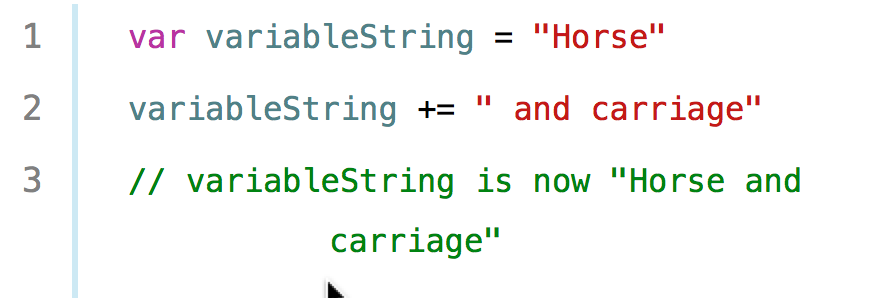 1 var variableString = "Horse"
2 variableString += " and carriage"
3 // variableString is now "Horse and
carriage"